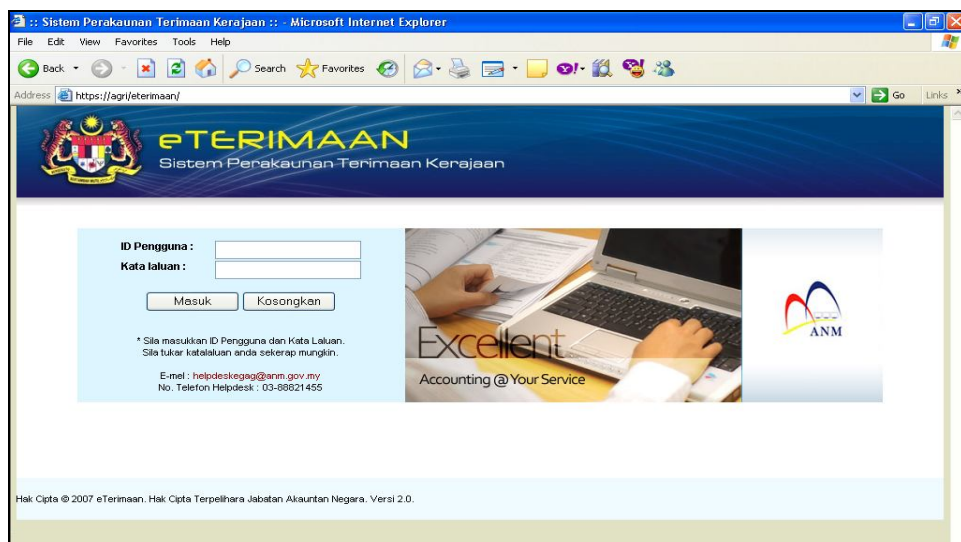 :: Sistem Perakaunan Terimaan Kerajaan :: - Microsoft Internet Explorer
File Edit View Favorites Tools Help
Back Search Favorites
Address https://agri/eterimaan/ Go Links »
eTERIMAAN
Sistem Perakaunan Terimaan Kerajaan
ID Pengguna :
Kata laluan :
Masuk Kosongkan
* Sila masukkan ID Pengguna dan Kata Laluan.
Sila tukar katalaluan anda sekerap mungkin.
E-mel : helpdeskegag@anm.gov.my
No. Telefon Helpdesk : 03-88821455
Excellent
Accounting @ Your Service
ANM
Hak Cipta © 2007 eTerimaan. Hak Cipta Terpelihara Jabatan Akauntan Negara. Versi 2.0.